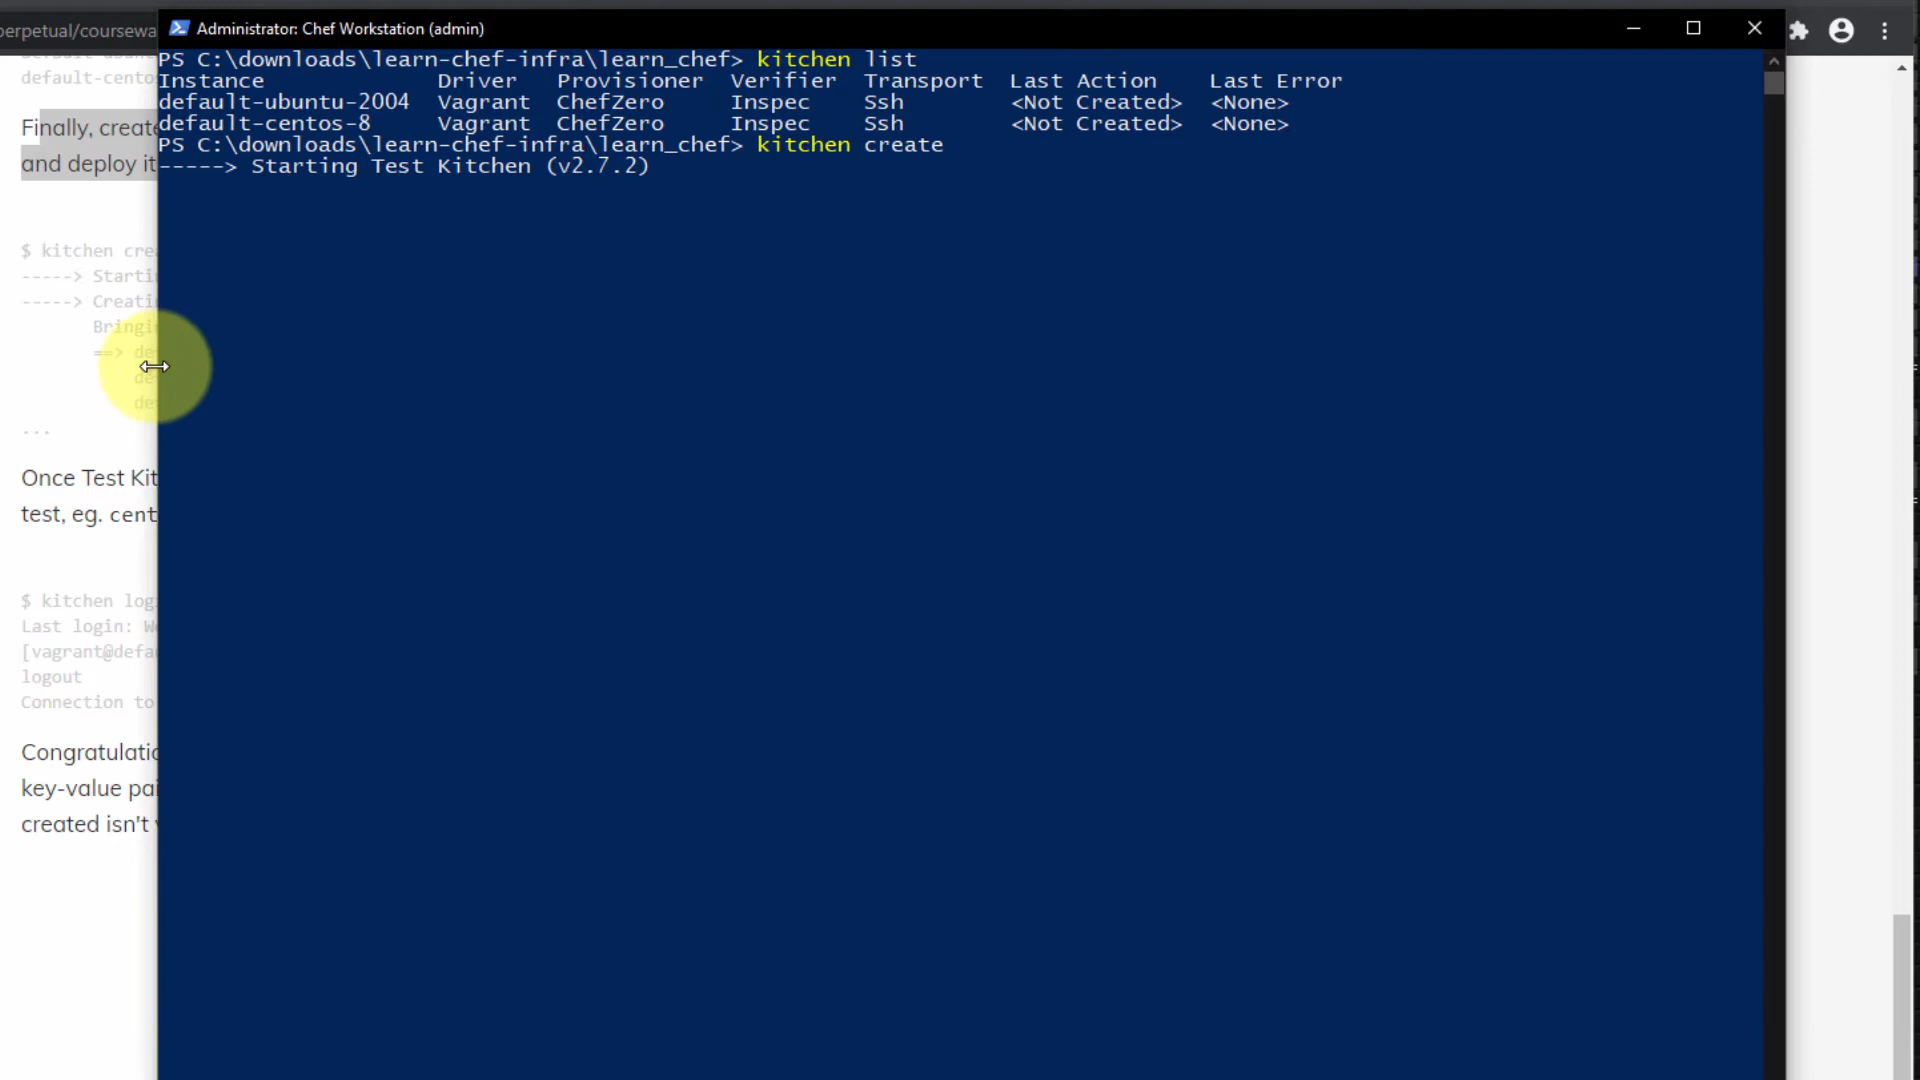 perpetual/coursewa
Administrator: Chef Workstation (admin)
PS C:\downloads\learn-chef-infra\learn_chef> kitchen list
Instance Driver Provisioner Verifier Transport Last Action Last Error
default-ubuntu-2004 Vagrant ChefZero Inspec Ssh <Not Created> <None>
default-centos-8 Vagrant ChefZero Inspec Ssh <Not Created> <None>
PS C:\downloads\learn-chef-infra\learn_chef> kitchen create
-----> Starting Test Kitchen (v2.7.2)
default-cento
Finally, create
and deploy it
$ kitchen cre
-----> Starti
-----> Creati
Bringi
==> de
de
de
...
Once Test Kit
test, eg. cent
$ kitchen log
Last login: W
[vagrant@defa
logout
Connection to
Congratulatio
key-value pai
created isn't